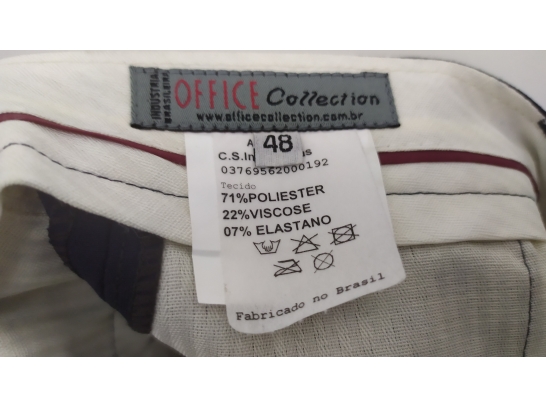 INDÚSTRIA BRASILEIRA
OFFICE Collection
www.officecollection.com.br
48
C.S.In
03769562000192
Tecido
71%POLIESTER
22%VISCOSE
07% ELASTANO
Fabricado no Brasil